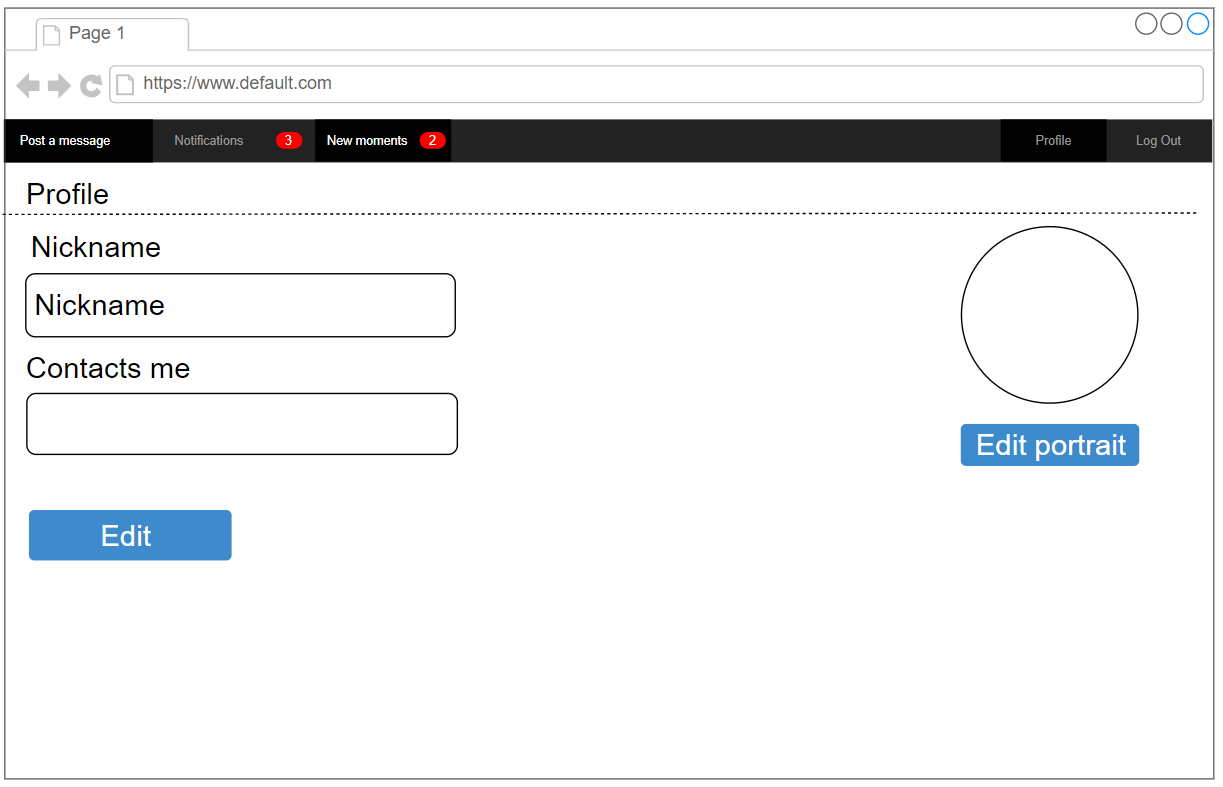 Page 1
https://www.default.com
Post a message Notifications 3 New moments 2 Profile Log Out
Profile
Nickname
Nickname
Contacts me
Edit portrait
Edit